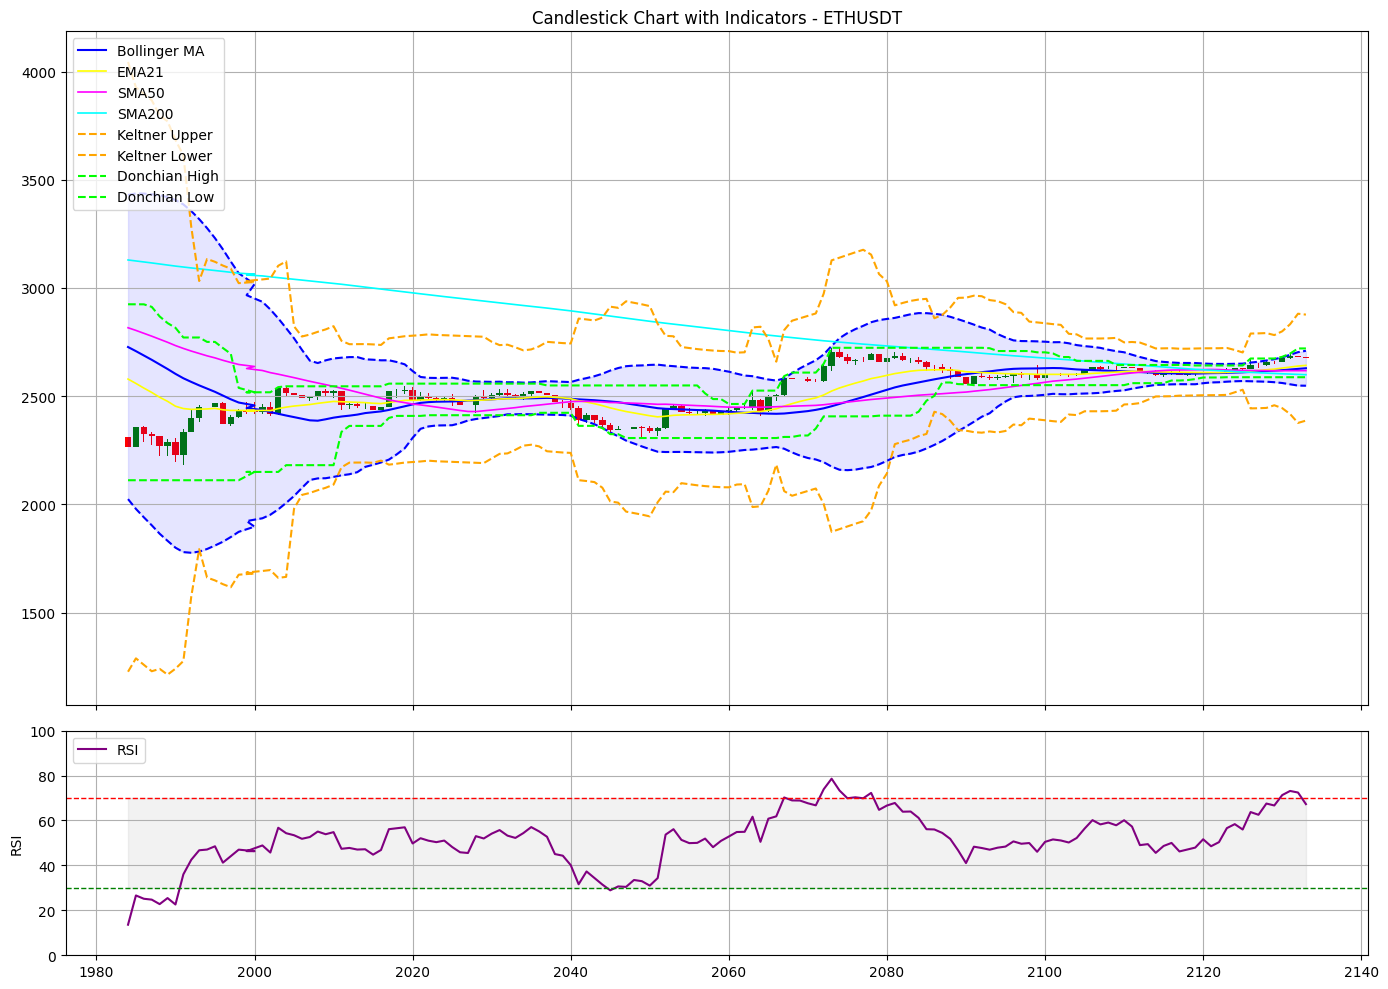 Candlestick Chart with Indicators - ETHUSDT
Bollinger MA
EMA21
SMA50
SMA200
Keltner Upper
Keltner Lower
Donchian High
Donchian Low
4000
3500
3000
2500
2000
1500
RSI
100
80
60
40
20
0
RSI
1980
2000
2020
2040
2060
2080
2100
2120
2140